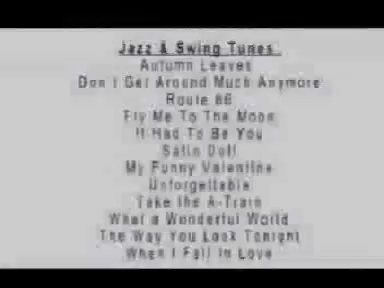 Jazz & Swing Tunes
Autumn Leaves
Don't Get Around Much Anymore
Route 66
Fly Me To The Moon
It Had To Be You
Satin Doll
My Funny Valentine
Unforgettable
Take the A-Train
What a Wonderful World
The Way You Look Tonight
When I Fall In Love